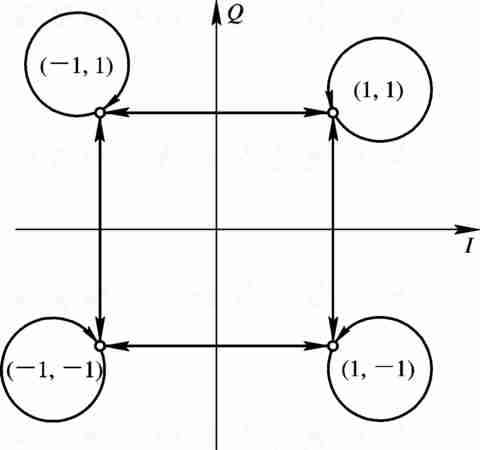 Q
(−1, 1)
(1, 1)
I
(−1, −1)
(1, −1)